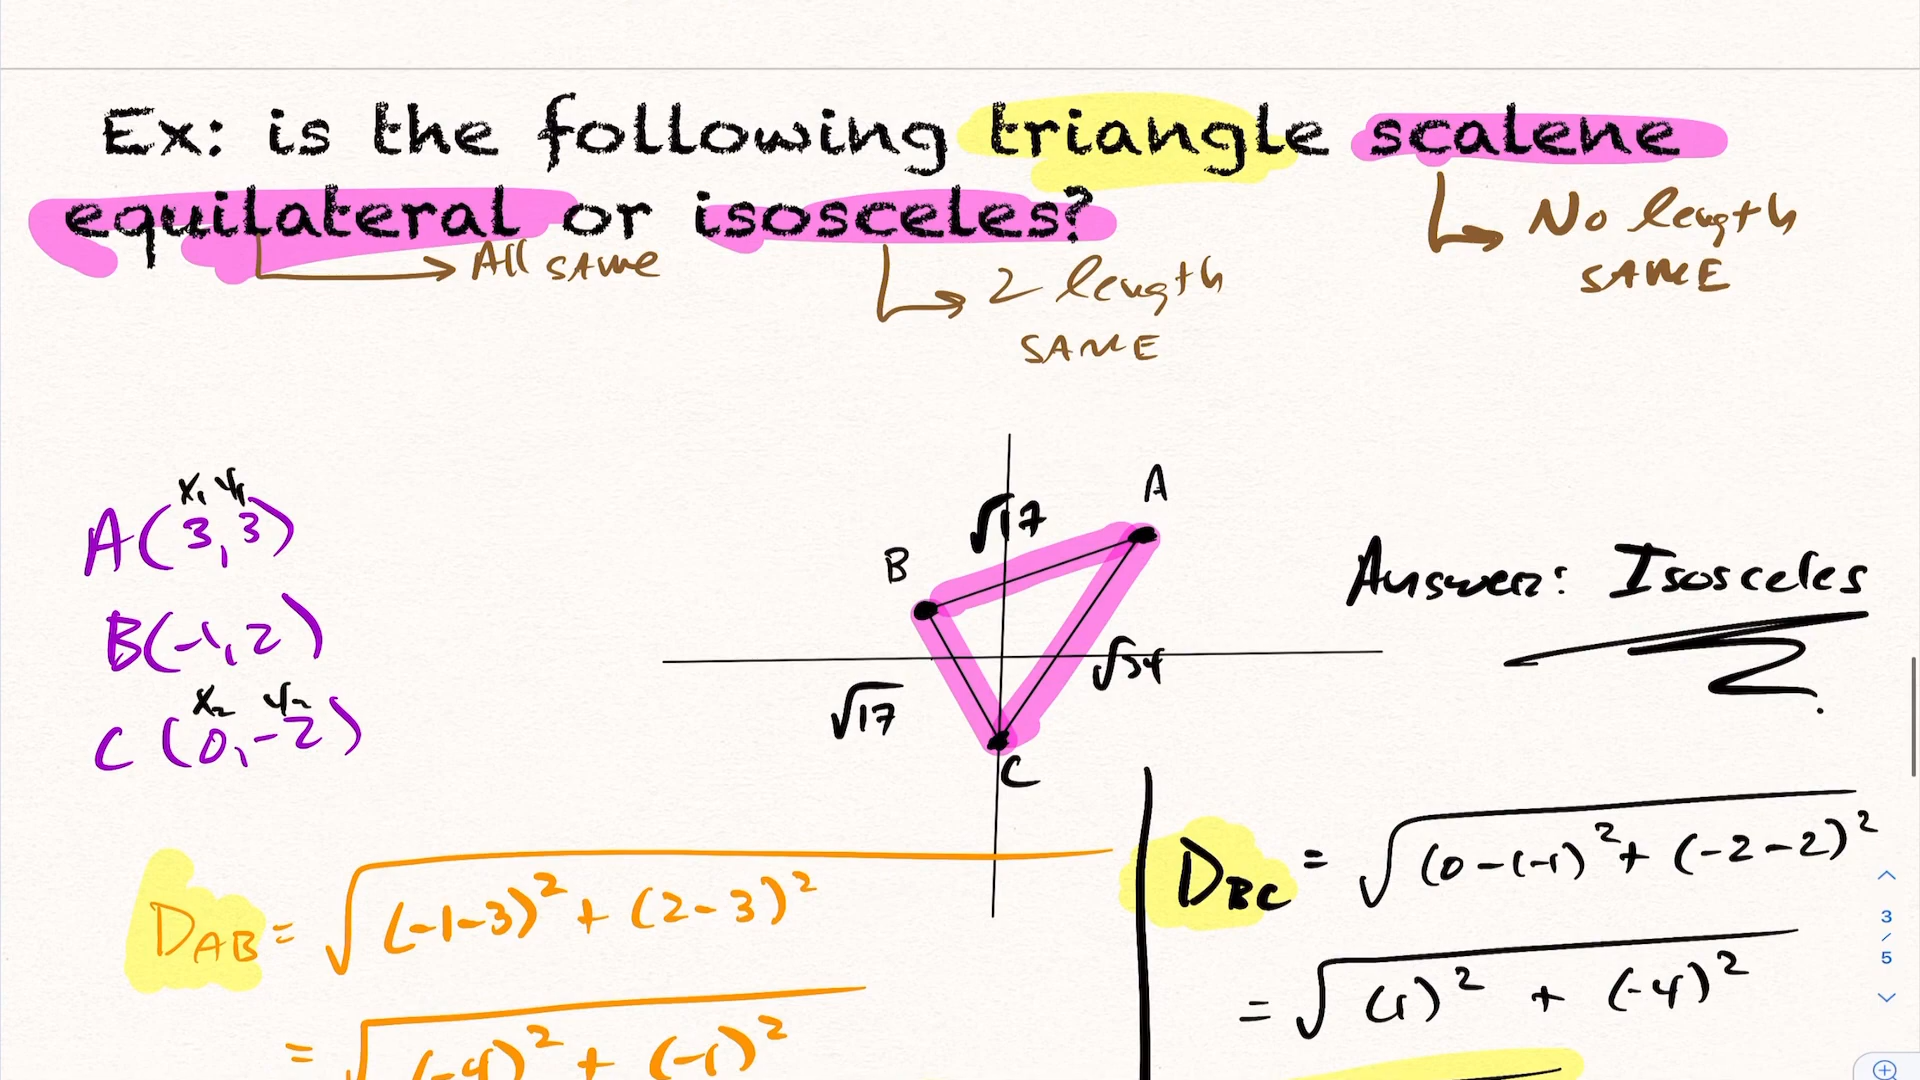 Ex: is the following triangle scalene
equilateral or isosceles?
No length
SAME
All SAME
2 length
SAME
x₁ y₁
A(3,3)
B(-1,2)
x₂ y₂
C(0,-2)
A
√17
B
√34
√17
C
Answer: Isosceles
D_AB = √(-1-3)² + (2-3)²
= √(-4)² + (-1)²
D_BC = √(0-(-1)² + (-2-2)²
= √(1)² + (-4)²
3
/
5